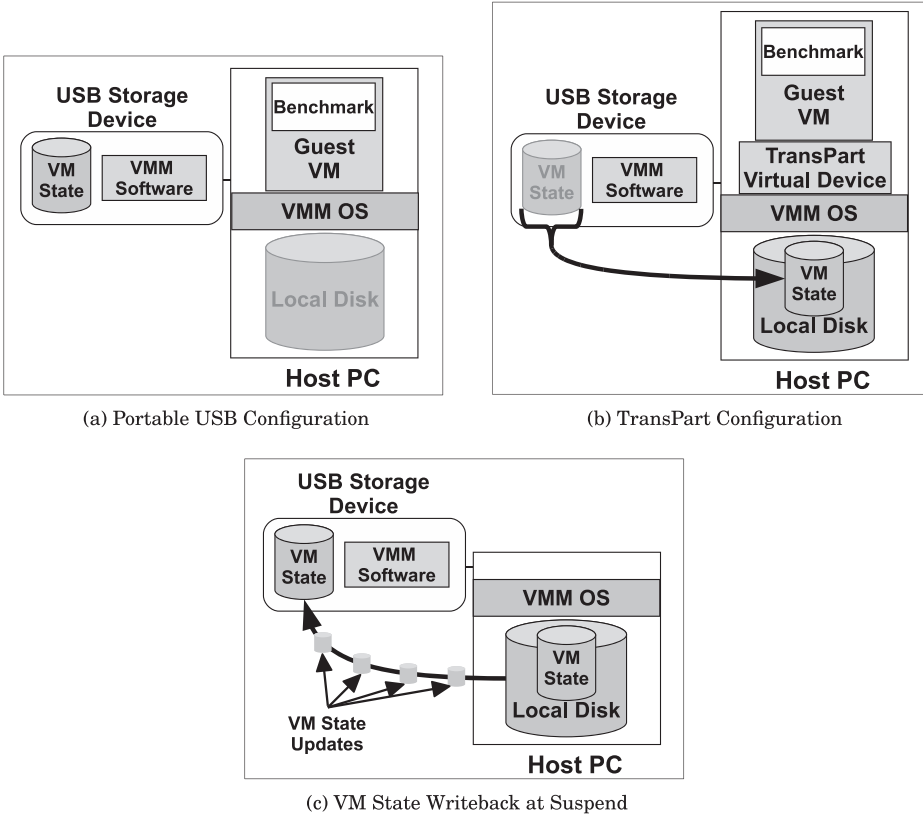 USB Storage
Device
VM
State
VMM
Software
Benchmark
Guest
VM
VMM OS
Local Disk
Host PC
(a) Portable USB Configuration
USB Storage
Device
VM
State
VMM
Software
Benchmark
Guest
VM
TransPart
Virtual Device
VMM OS
VM
State
Local Disk
Host PC
(b) TransPart Configuration
USB Storage
Device
VM
State
VMM
Software
VMM OS
VM
State
Local Disk
VM State
Updates
Host PC
(c) VM State Writeback at Suspend